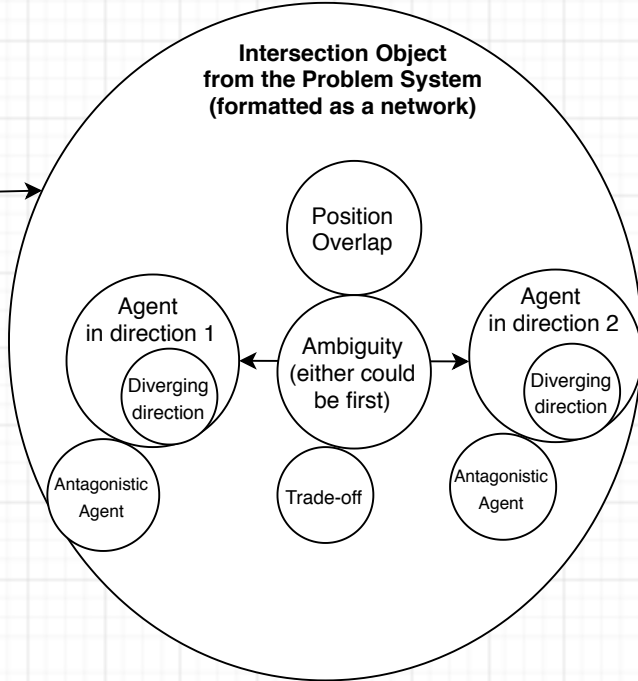 Intersection Object
from the Problem System
(formatted as a network)
Position
Overlap
Agent
in direction 1
Diverging
direction
Antagonistic
Agent
Ambiguity
(either could
be first)
Trade-off
Agent
in direction 2
Diverging
direction
Antagonistic
Agent